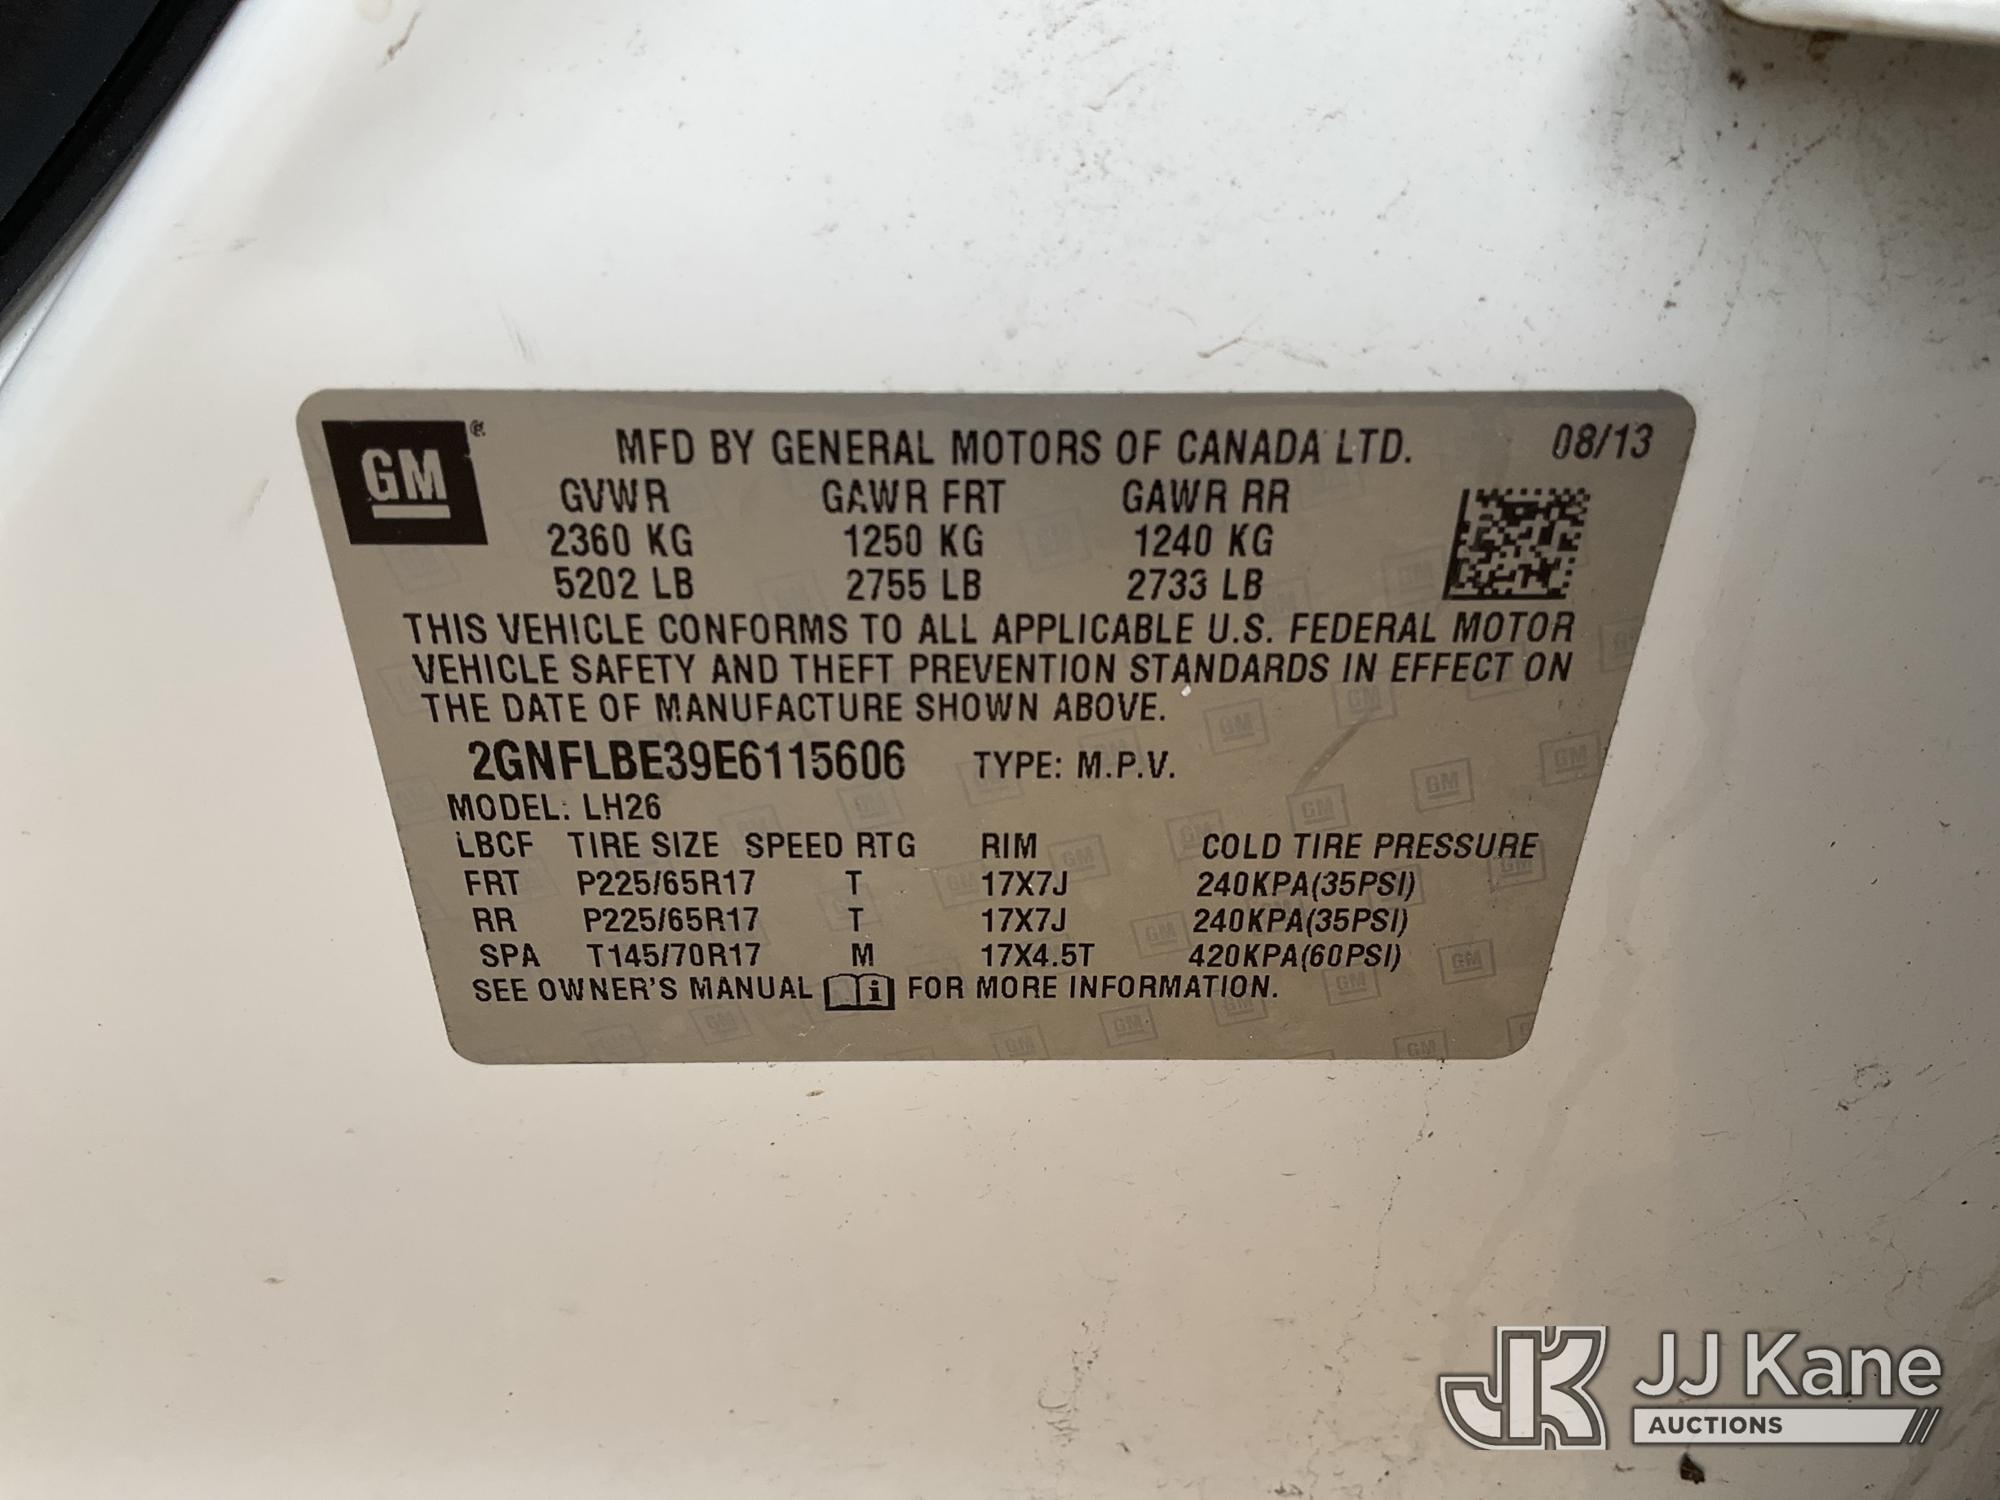 GM®
MFD BY GENERAL MOTORS OF CANADA LTD. 08/13
GVWR GAWR FRT GAWR RR
2360 KG 1250 KG 1240 KG
5202 LB 2755 LB 2733 LB
THIS VEHICLE CONFORMS TO ALL APPLICABLE U.S. FEDERAL MOTOR
VEHICLE SAFETY AND THEFT PREVENTION STANDARDS IN EFFECT ON
THE DATE OF MANUFACTURE SHOWN ABOVE.
2GNFLBE39E6115606 TYPE: M.P.V.
MODEL: LH26
LBCF TIRE SIZE SPEED RTG RIM COLD TIRE PRESSURE
FRT P225/65R17 T 17X7J 240KPA(35PSI)
RR P225/65R17 T 17X7J 240KPA(35PSI)
SPA T145/70R17 M 17X4.5T 420KPA(60PSI)
SEE OWNER'S MANUAL i FOR MORE INFORMATION.
JK JJ Kane
AUCTIONS